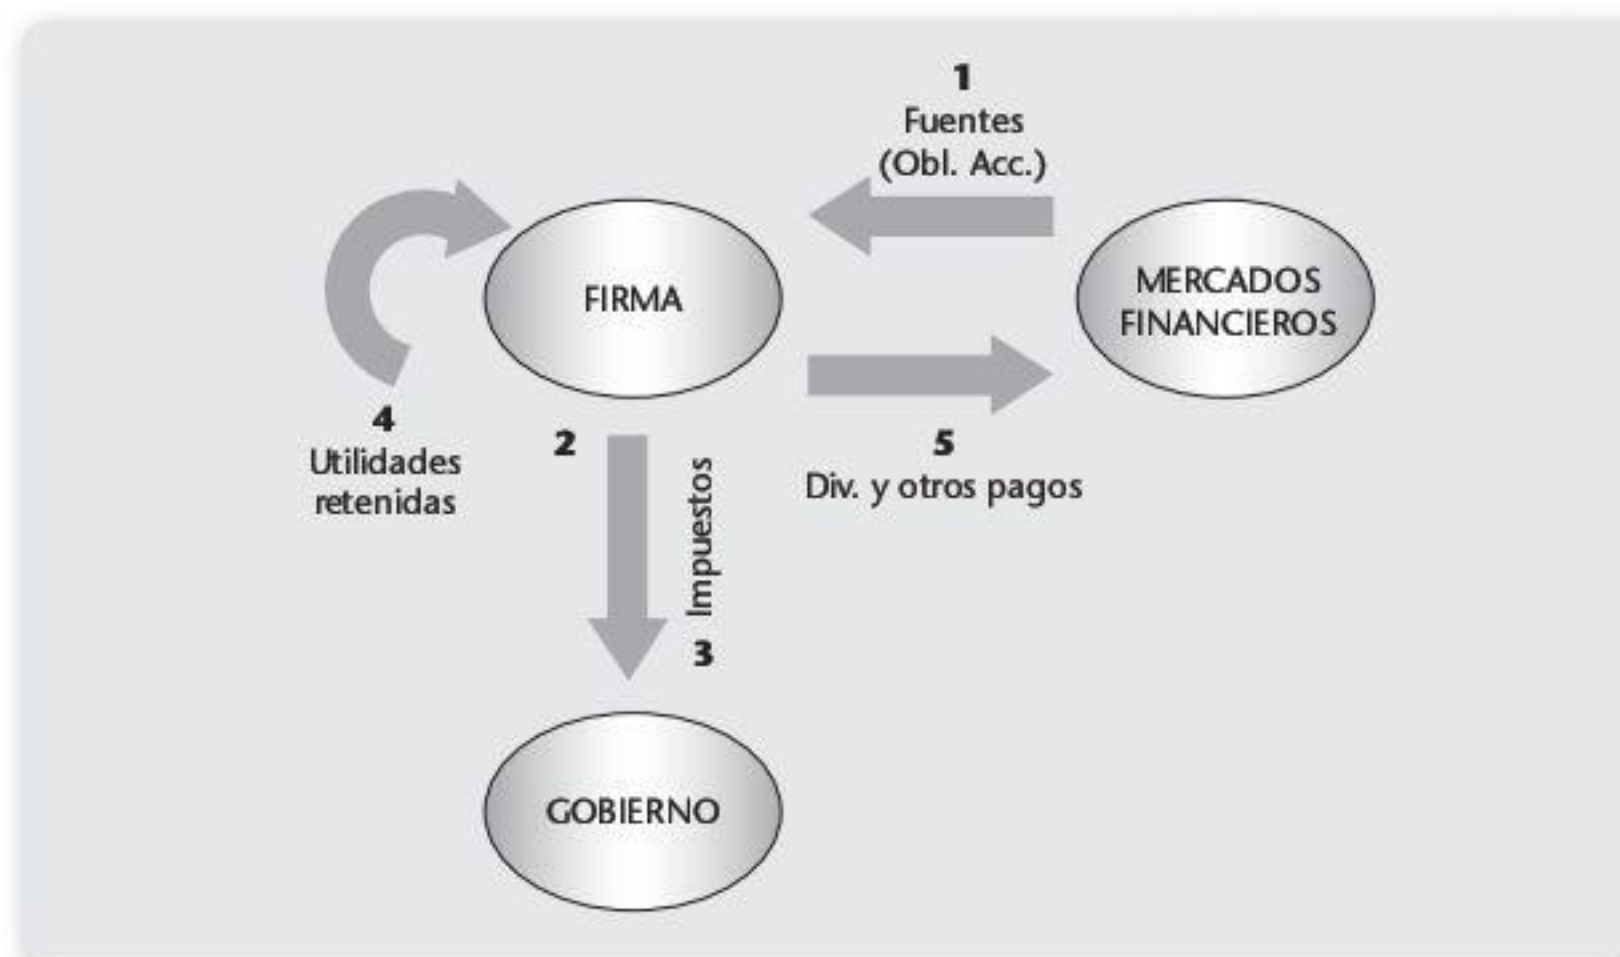 1
Fuentes
(Obl. Acc.)
FIRMA
MERCADOS
FINANCIEROS
4
Utilidades
retenidas
2
Impuestos
3
5
Div. y otros pagos
GOBIERNO